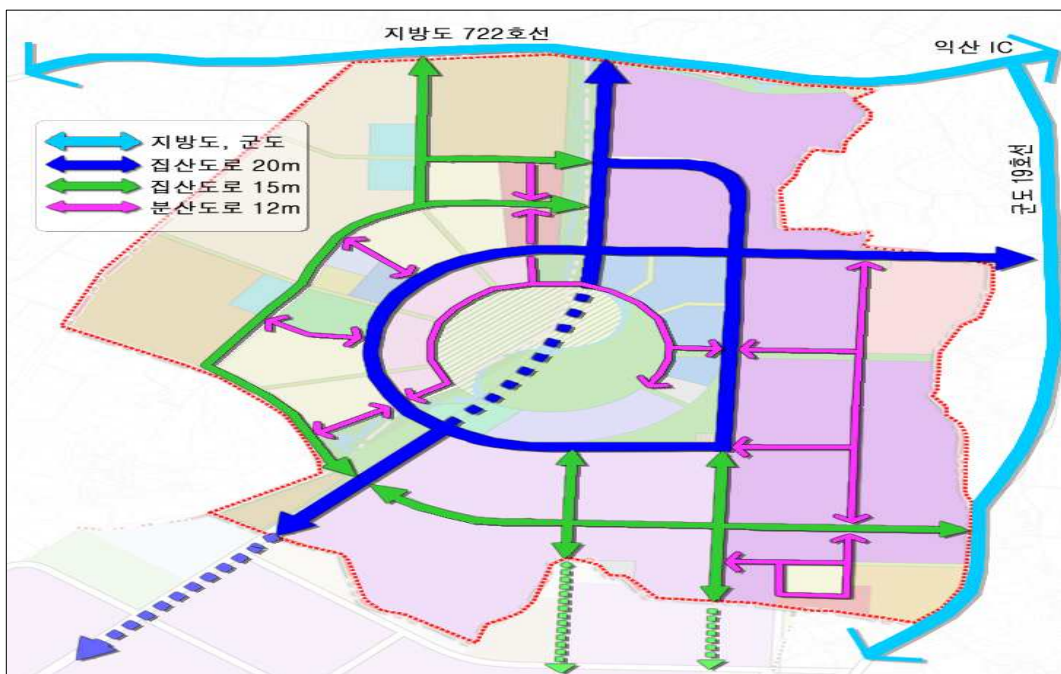 지방도 722호선
익산 IC
지방도, 군도
집산도로 20m
집산도로 15m
분산도로 12m
군도 19호선